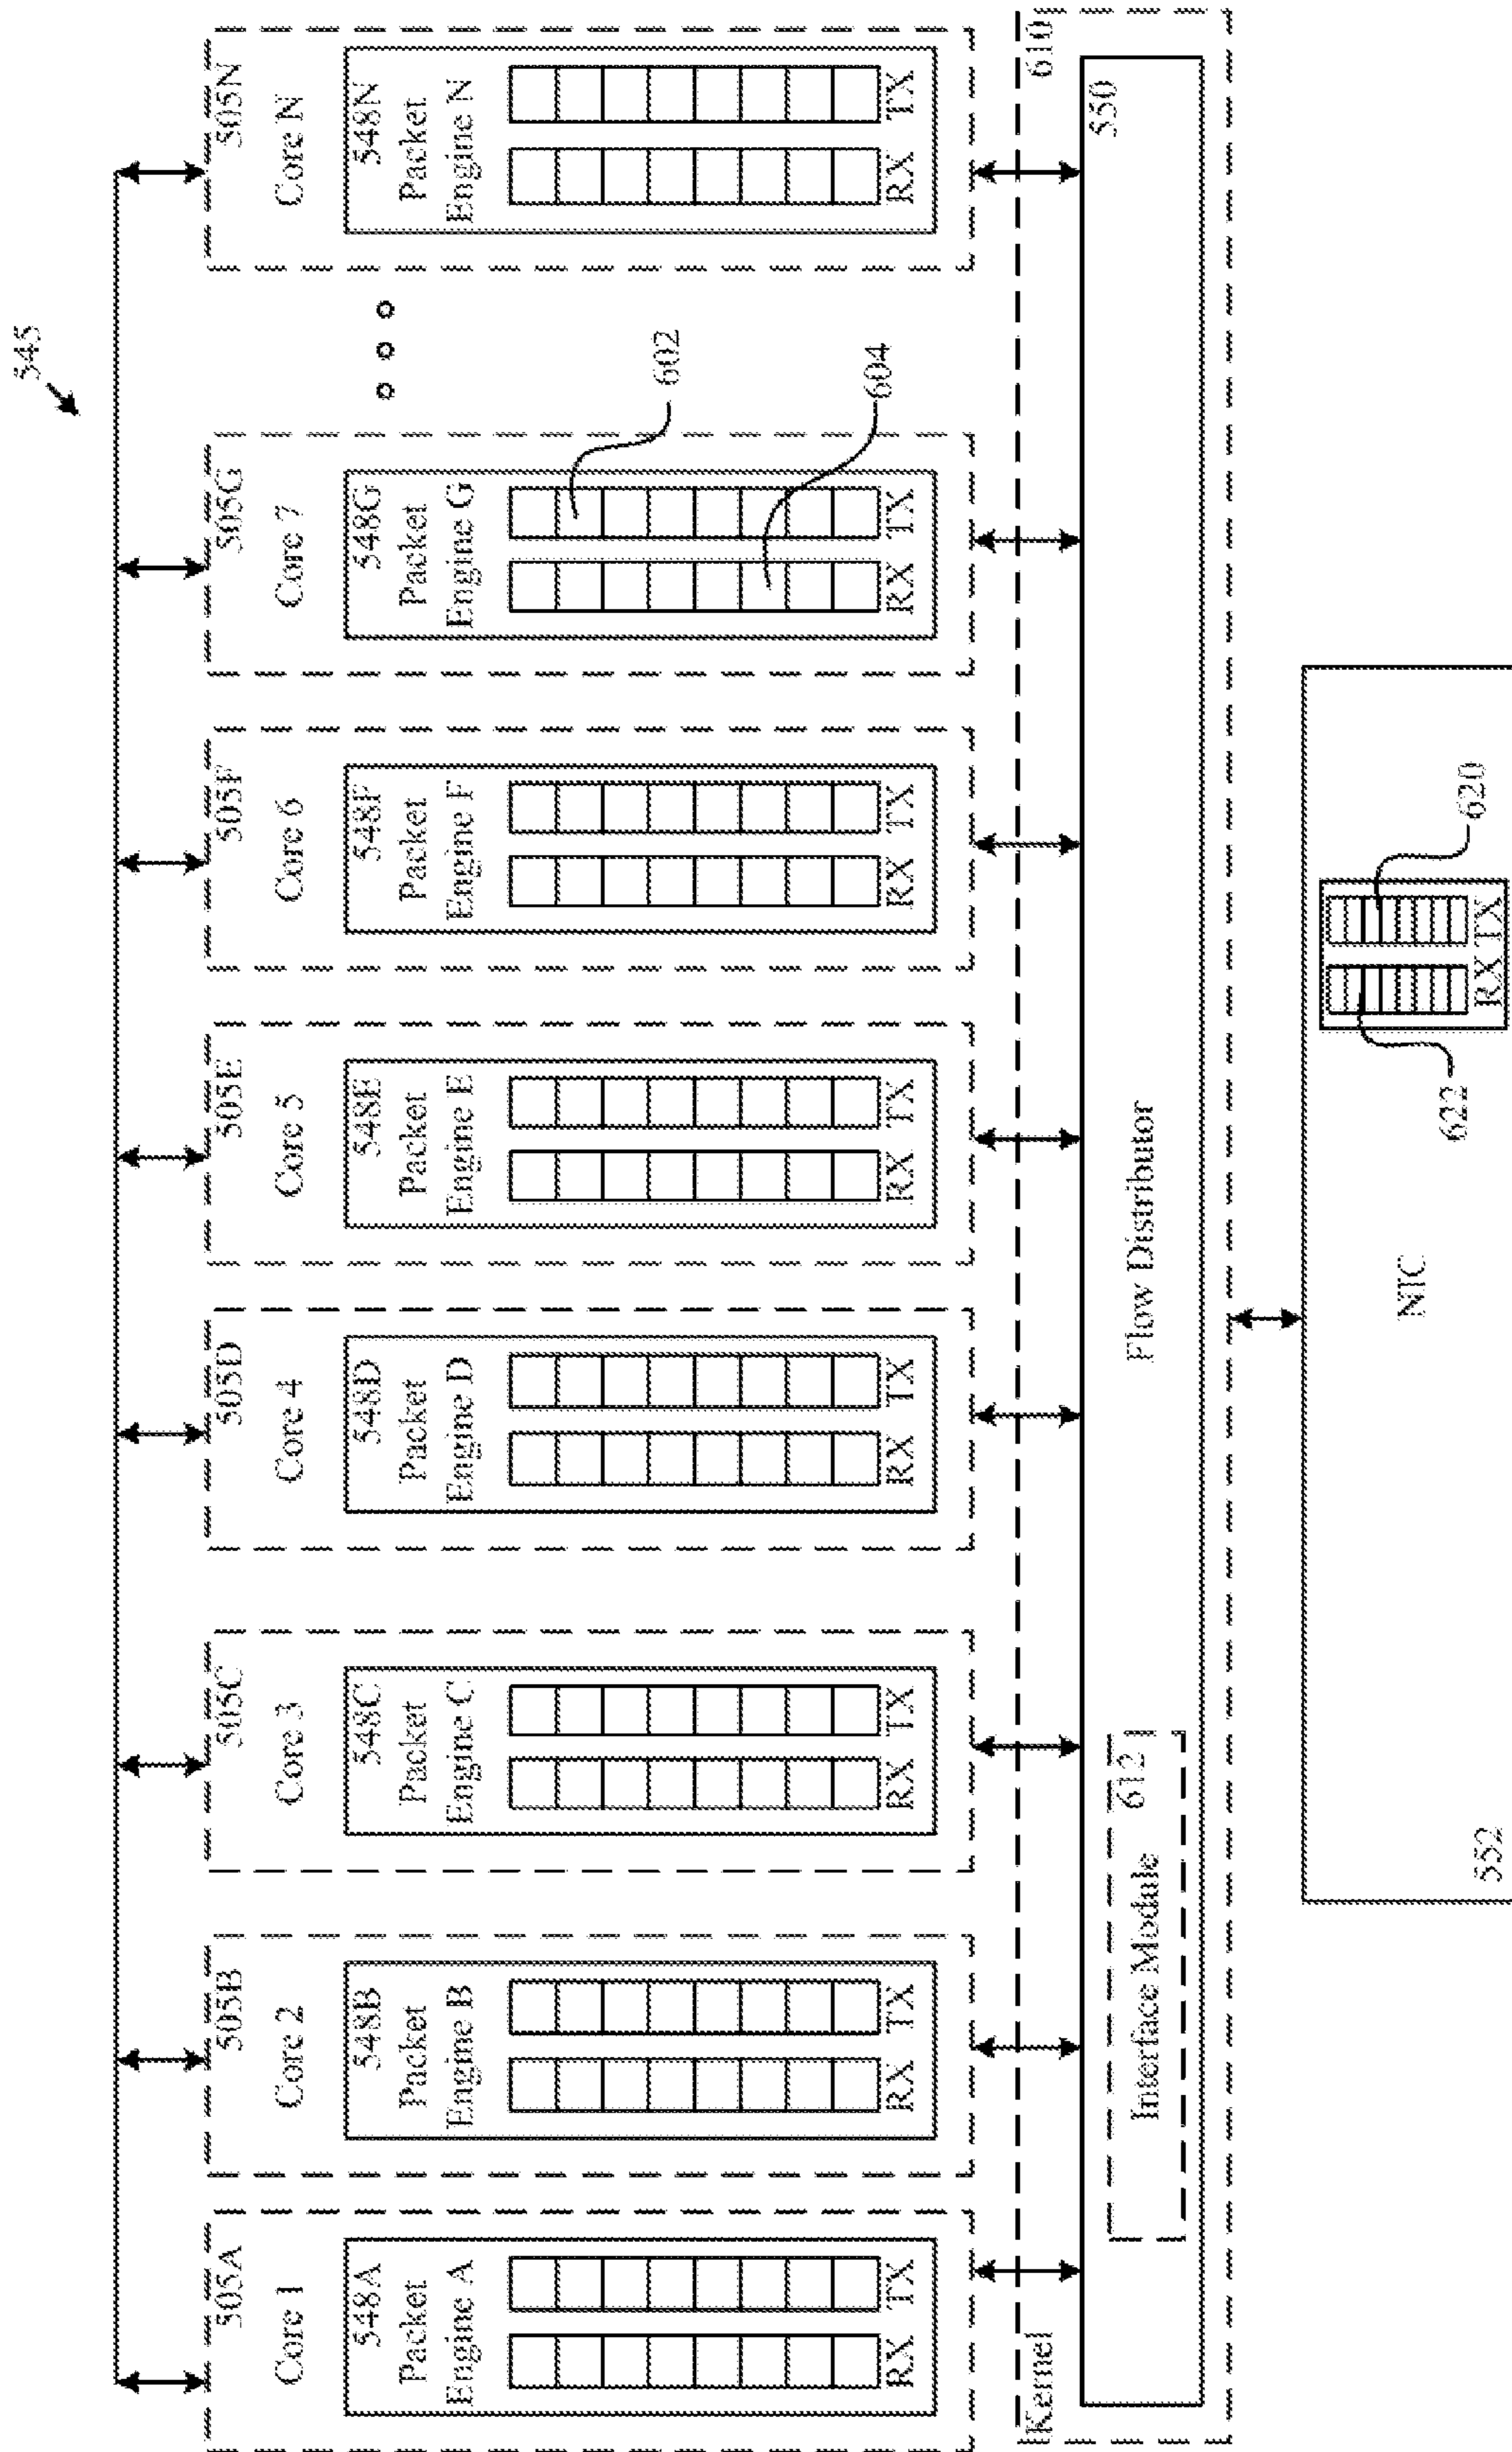 545
505A
Core 1
548A
Packet
Engine A
RX TX
505B
Core 2
548B
Packet
Engine B
RX TX
505C
Core 3
548C
Packet
Engine C
RX TX
505D
Core 4
548D
Packet
Engine D
RX TX
505E
Core 5
548E
Packet
Engine E
RX TX
505F
Core 6
548F
Packet
Engine F
RX TX
505G
Core 7
548G
Packet
Engine G
RX TX
602
604
505N
Core N
548N
Packet
Engine N
RX TX
Kernel
610
550
Interface Module
612
Flow Distributor
552
NIC
622
620
RX TX